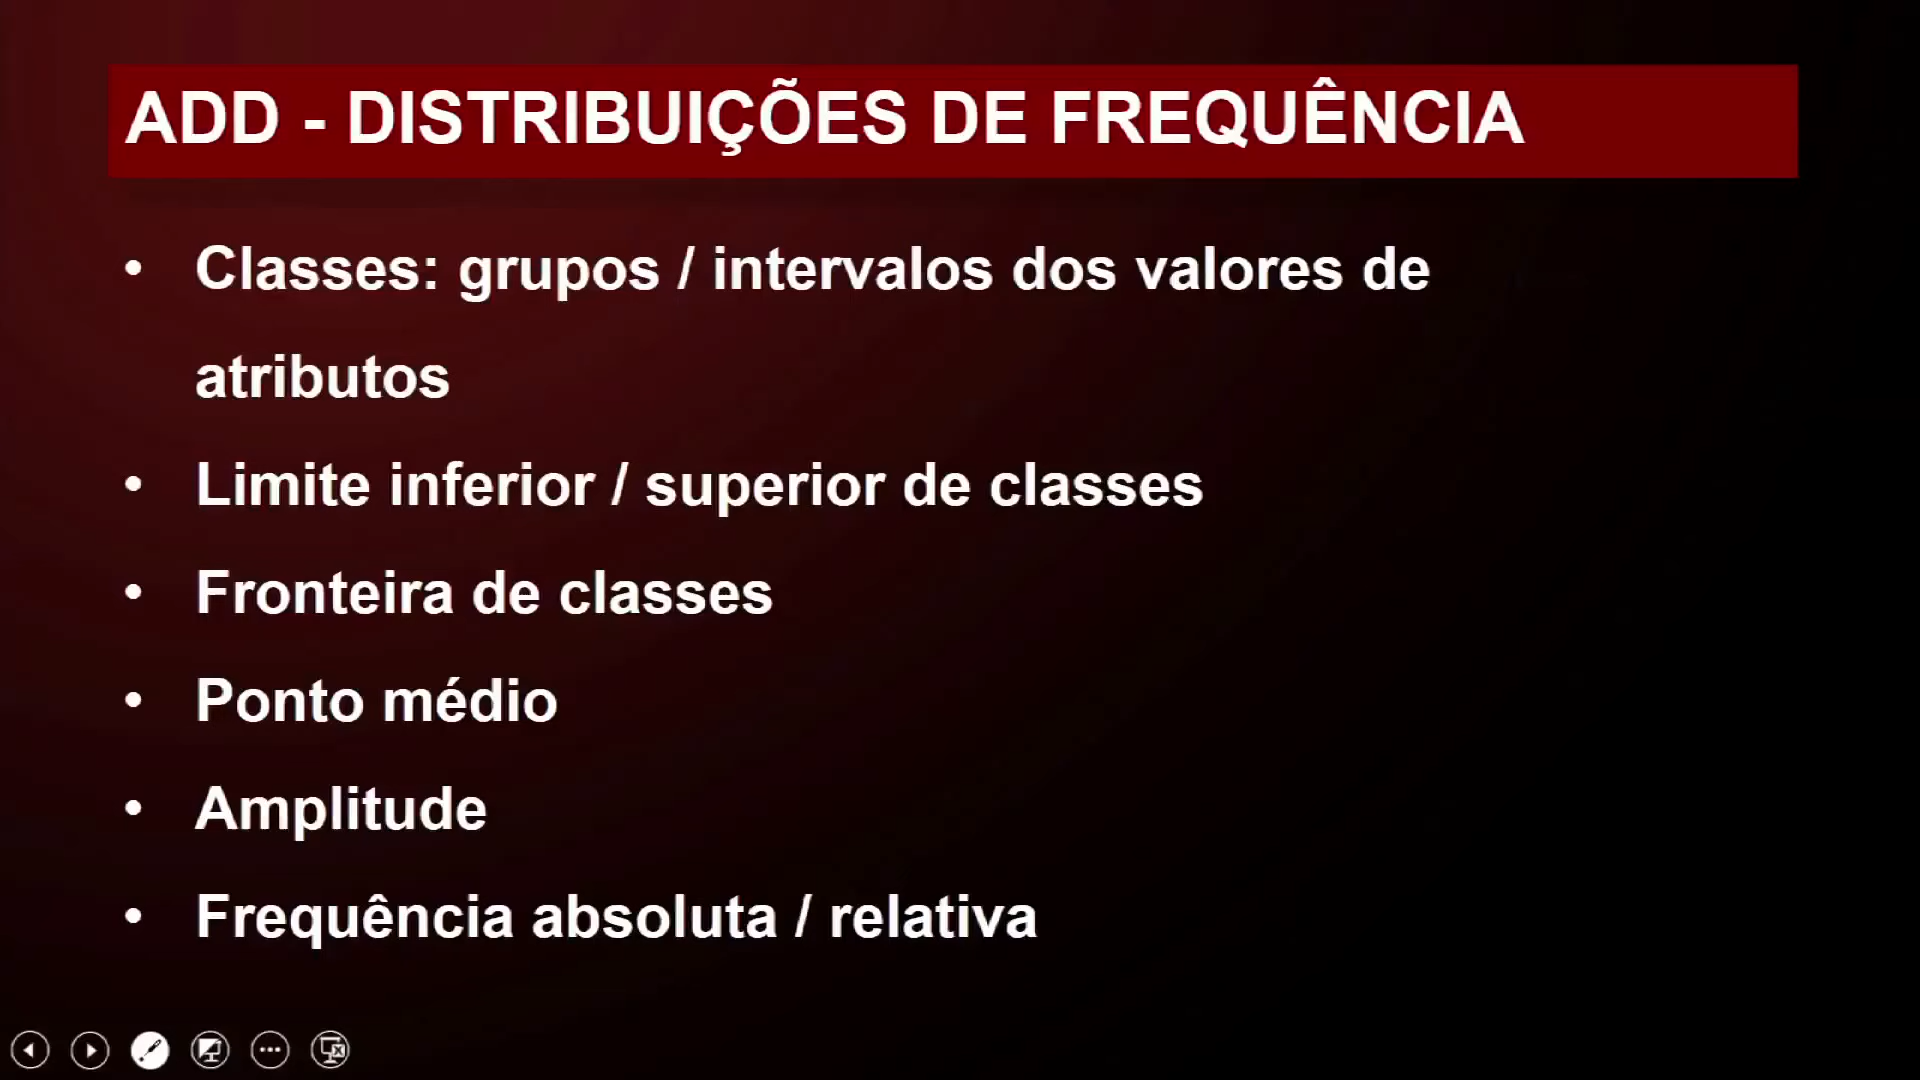 ADD - DISTRIBUIÇÕES DE FREQUÊNCIA
• Classes: grupos / intervalos dos valores de
atributos
• Limite inferior / superior de classes
• Fronteira de classes
• Ponto médio
• Amplitude
• Frequência absoluta / relativa